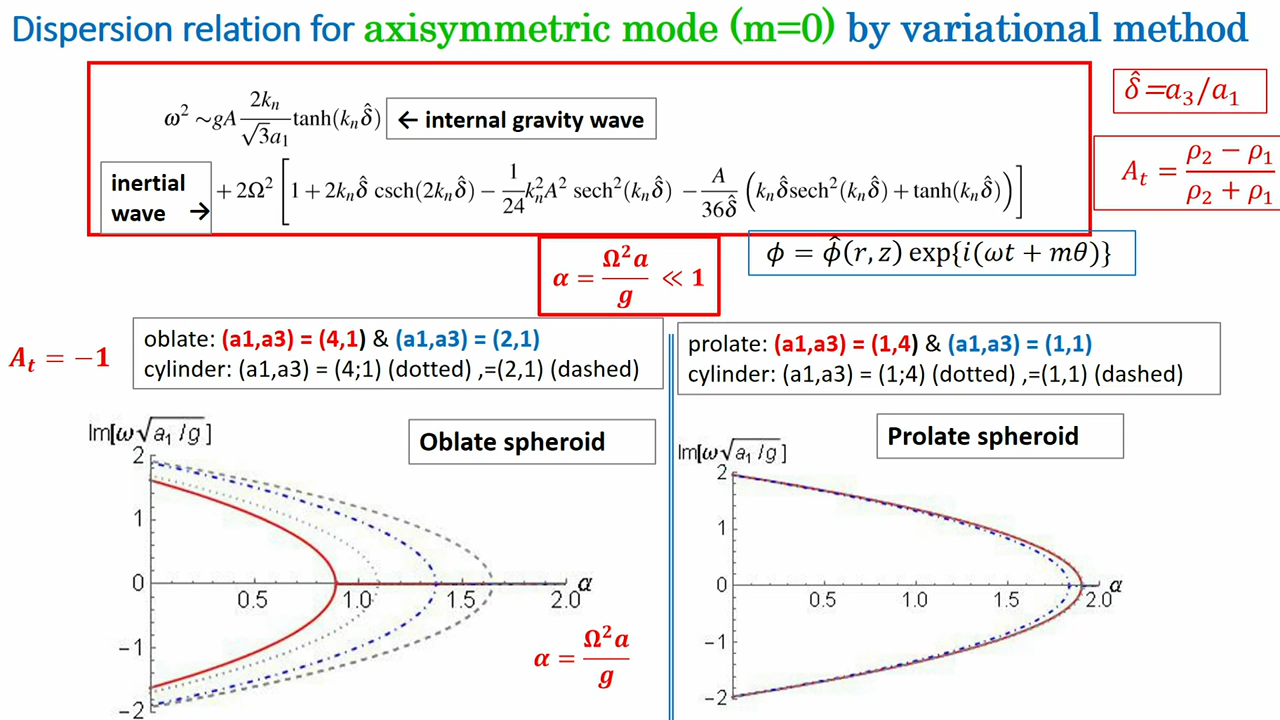 Dispersion relation for axisymmetric mode (m=0) by variational method
ω² ~gA 2kₙ/√3a₁ tanh(kₙδ̂) ← internal gravity wave
δ̂=a₃/a₁
inertial wave → + 2Ω² [1 + 2kₙδ̂ csch(2kₙδ̂) − 1/24 kₙ²A² sech²(kₙδ̂) − A/36δ̂ (kₙδ̂sech²(kₙδ̂) + tanh(kₙδ̂))]
Aₜ = ρ₂ − ρ₁/ρ₂ + ρ₁
α = Ω²a/g ≪ 1
ϕ = ϕ̂(r, z) exp{i(ωt + mθ)}
Aₜ = −1
oblate: (a1,a3) = (4,1) & (a1,a3) = (2,1)
cylinder: (a1,a3) = (4;1) (dotted) ,=(2,1) (dashed)
prolate: (a1,a3) = (1,4) & (a1,a3) = (1,1)
cylinder: (a1,a3) = (1;4) (dotted) ,=(1,1) (dashed)
Im[ω√a₁/g]
Oblate spheroid
2
1
0
−1
−2
0.5 1.0 1.5 2.0 α
α = Ω²a/g
Im[ω√a₁/g]
Prolate spheroid
2
1
0
−1
−2
0.5 1.0 1.5 2.0 α